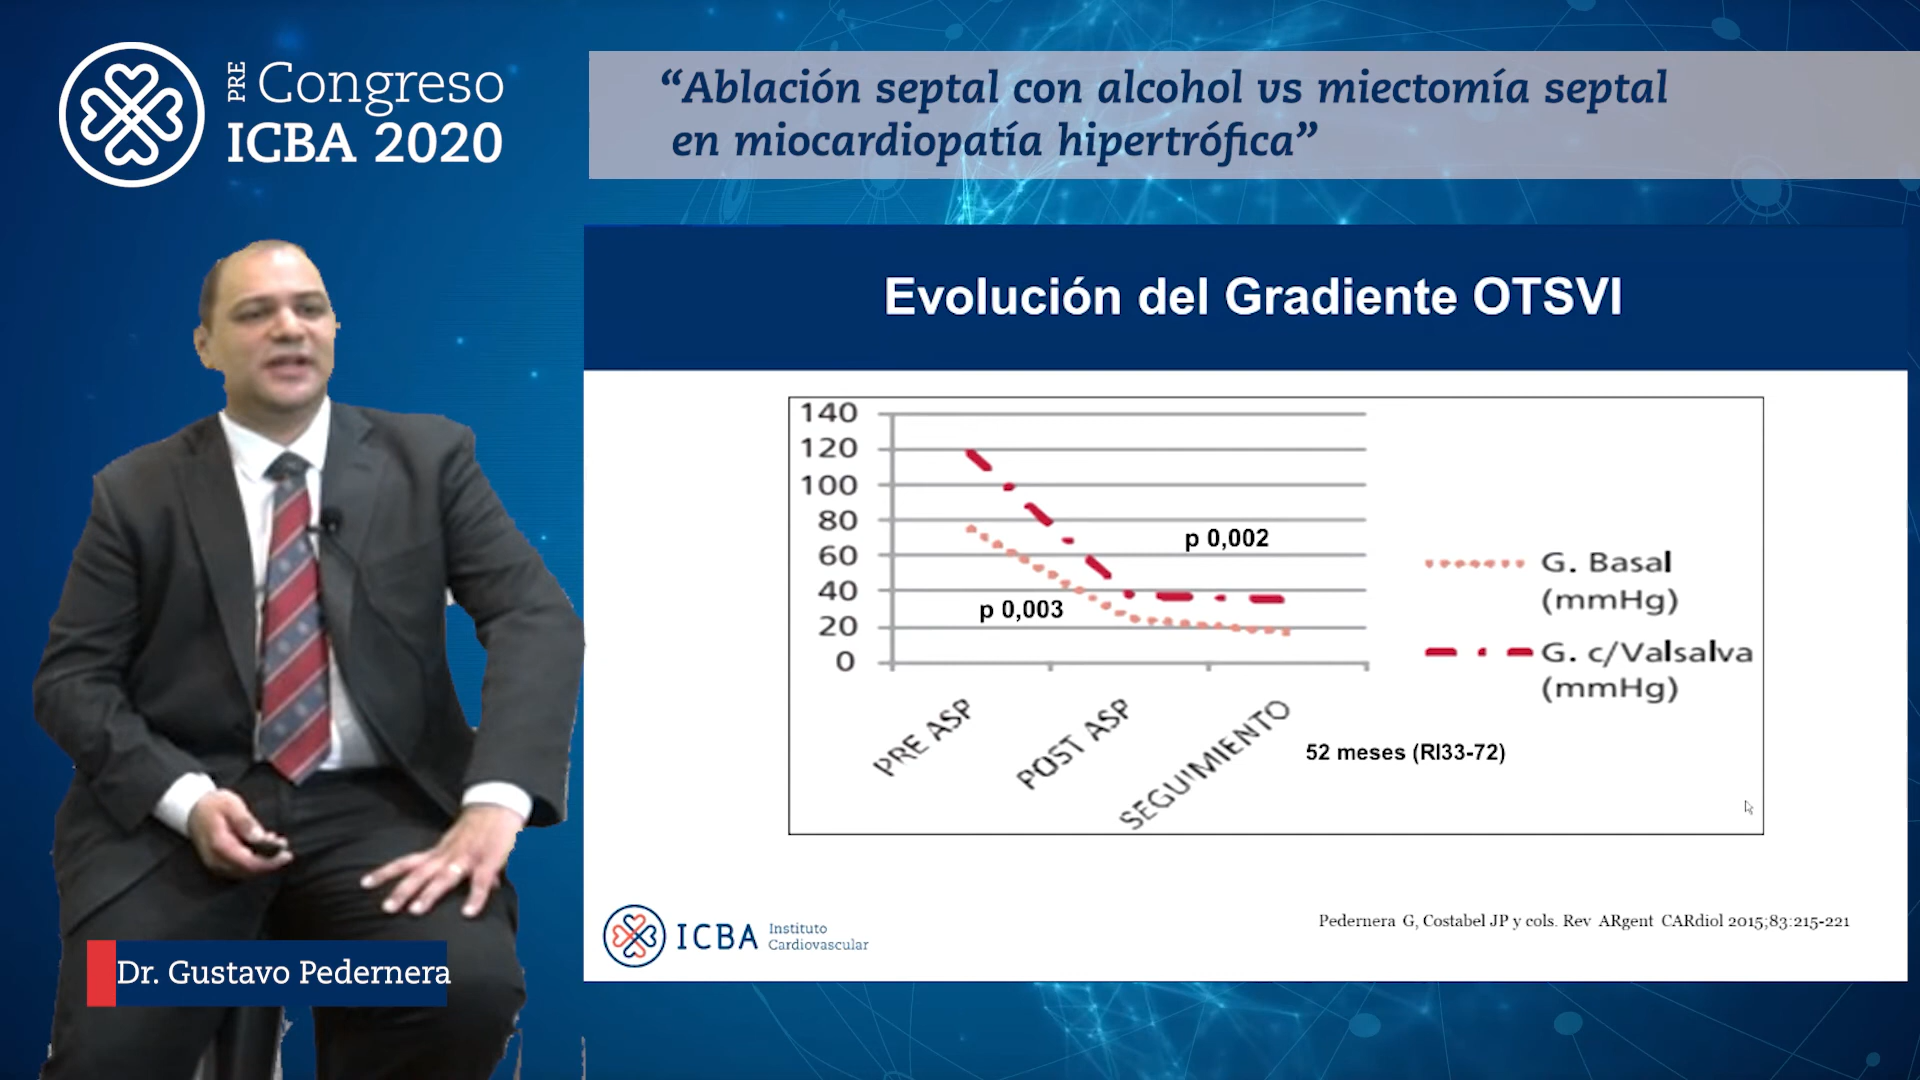 PRE
Congreso
ICBA 2020
“Ablación septal con alcohol vs miectomía septal
en miocardiopatía hipertrófica”
Evolución del Gradiente OTSVI
140
120
100
80
60
40
20
0
p 0,002
p 0,003
G. Basal
(mmHg)
G. c/Valsalva
(mmHg)
PRE ASP
POST ASP
SEGUIMIENTO
52 meses (RI33-72)
ICBA
Instituto
Cardiovascular
Pedernera G, Costabel JP y cols. Rev ARgent CARdiol 2015;83:215-221
Dr. Gustavo Pedernera